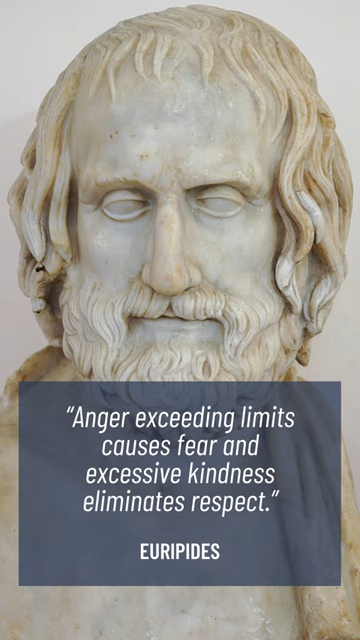 “Anger exceeding limits
causes fear and
excessive kindness
eliminates respect.”
EURIPIDES